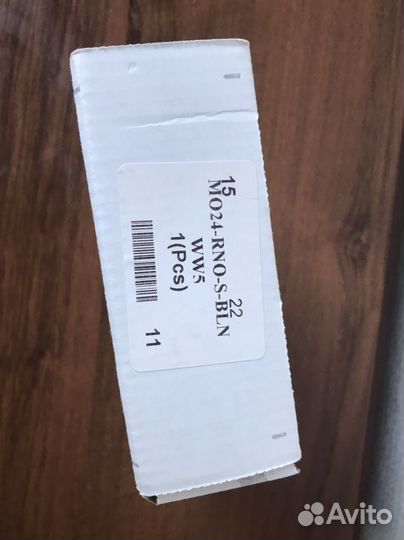 15
22
MO24-RNO-S-BLN
WW5
1(Pcs)
11
Avito